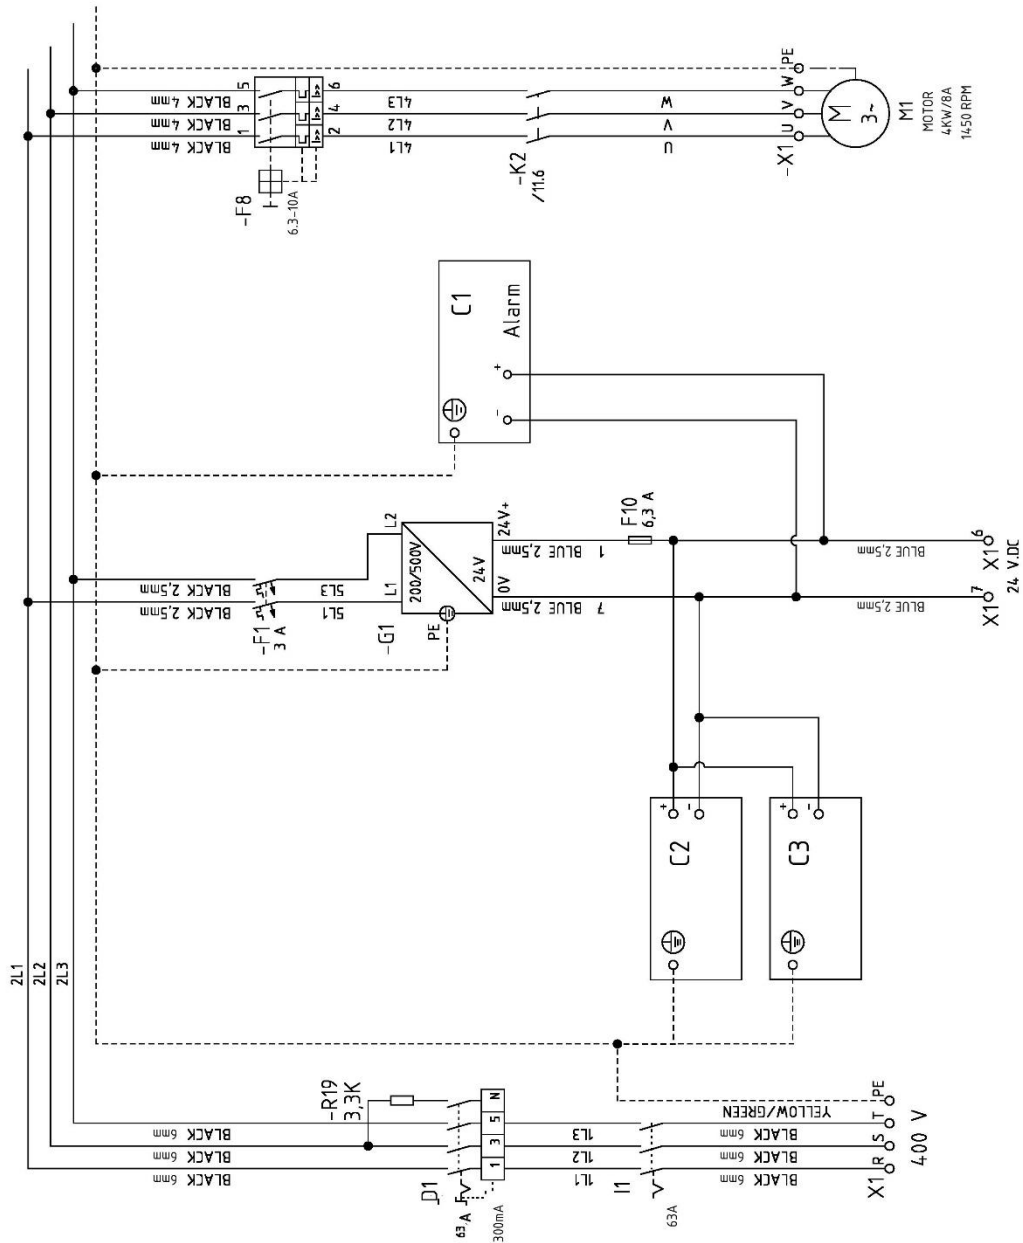 2L1
2L2
2L3
BLACK 6mm
BLACK 6mm
BLACK 6mm
-R19
3,3K
D1
63 A
300mA
1
3
5
N
1L1
1L2
1L3
I1
63A
BLACK 6mm
BLACK 6mm
BLACK 6mm
YELLOW/GREEN
X1
R
S
T
PE
400 V
C2
+
-
C3
+
-
BLACK 2,5mm
BLACK 2,5mm
-F1
3 A
5L1
5L3
-G1
L1
L2
200/500V
24V
PE
0V
24V+
BLUE 2,5mm
7
BLUE 2,5mm
1
F10
6,3 A
BLUE 2,5mm
BLUE 2,5mm
X1
7
X1
6
24 V.DC
C1
Alarm
-
+
BLACK 4mm
BLACK 4mm
BLACK 4mm
-F8
6.3-10A
1
3
5
2
4
6
4L1
4L2
4L3
-K2
/11.6
U
V
W
-X1
U
V
W
PE
M
3~
M1
MOTOR
4KW/8A
1450 RPM